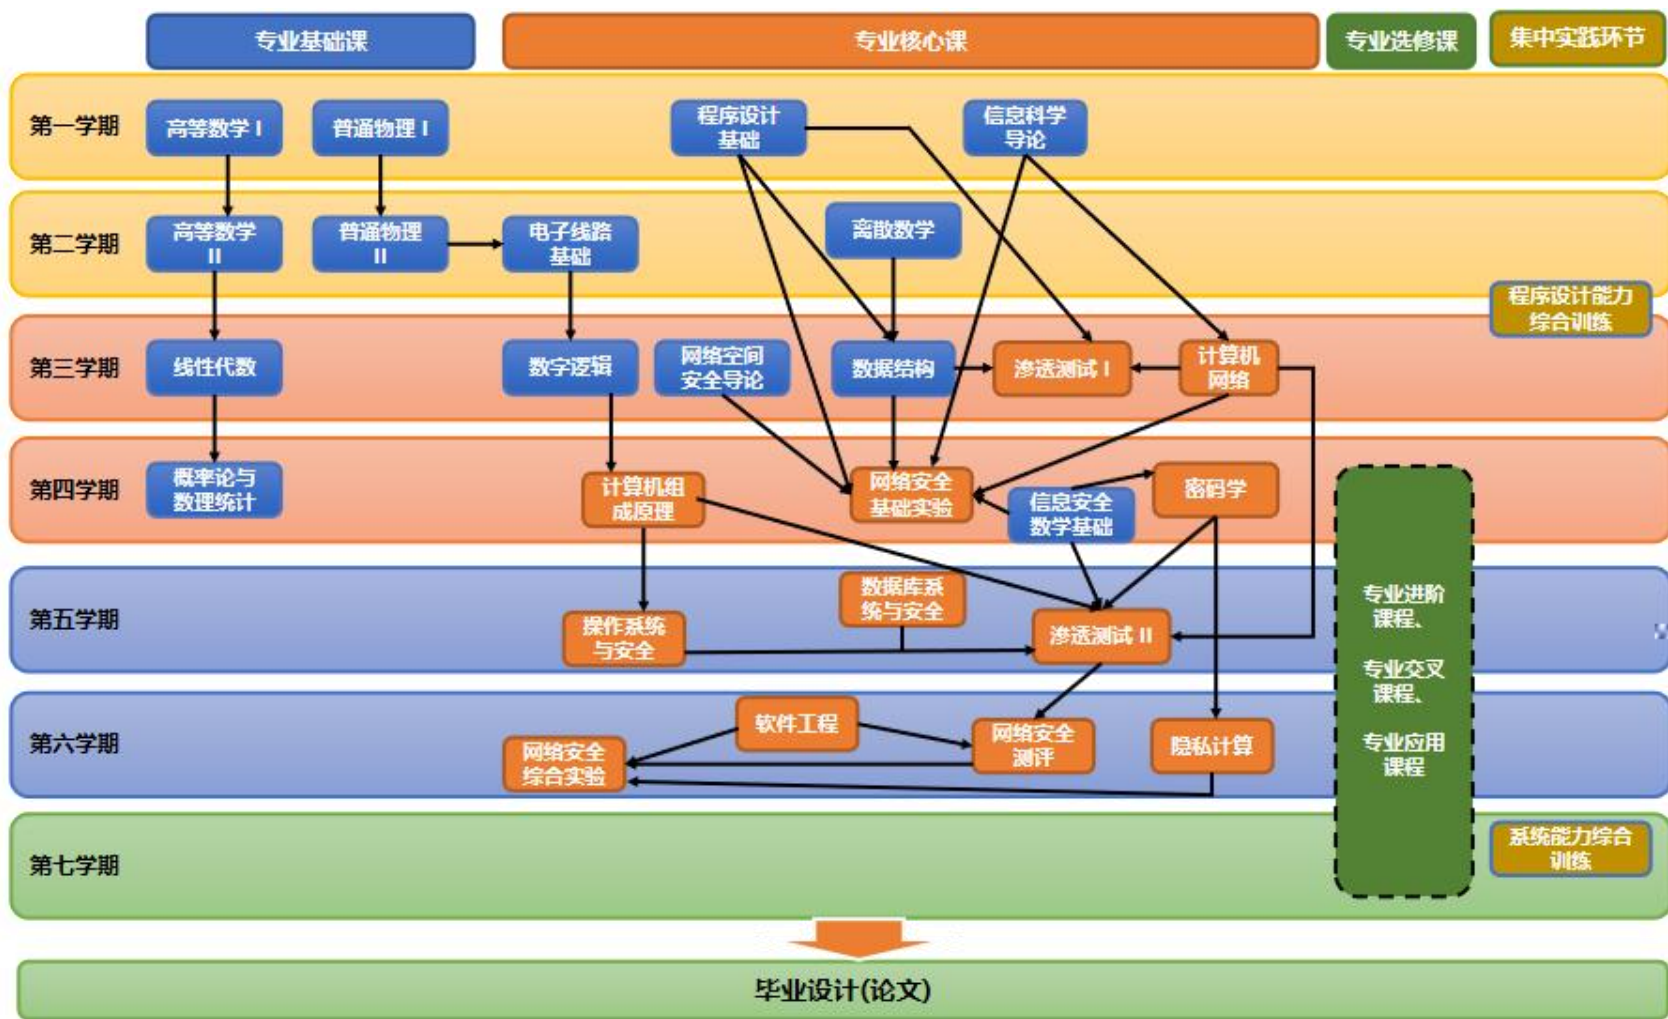 专业基础课
专业核心课
专业选修课
集中实践环节
第一学期
高等数学 I
普通物理 I
程序设计
基础
信息科学
导论
第二学期
高等数学
II
普通物理
II
电子线路
基础
离散数学
程序设计能力
综合训练
第三学期
线性代数
数字逻辑
网络空间
安全导论
数据结构
渗透测试 I
计算机
网络
第四学期
概率论与
数理统计
计算机组
成原理
网络安全
基础实验
信息安全
数学基础
密码学
第五学期
操作系统
与安全
数据库系
统与安全
渗透测试 II
专业进阶
课程、
专业交叉
课程、
专业应用
课程
第六学期
网络安全
综合实验
软件工程
网络安全
测评
隐私计算
第七学期
系统能力综合
训练
毕业设计(论文)